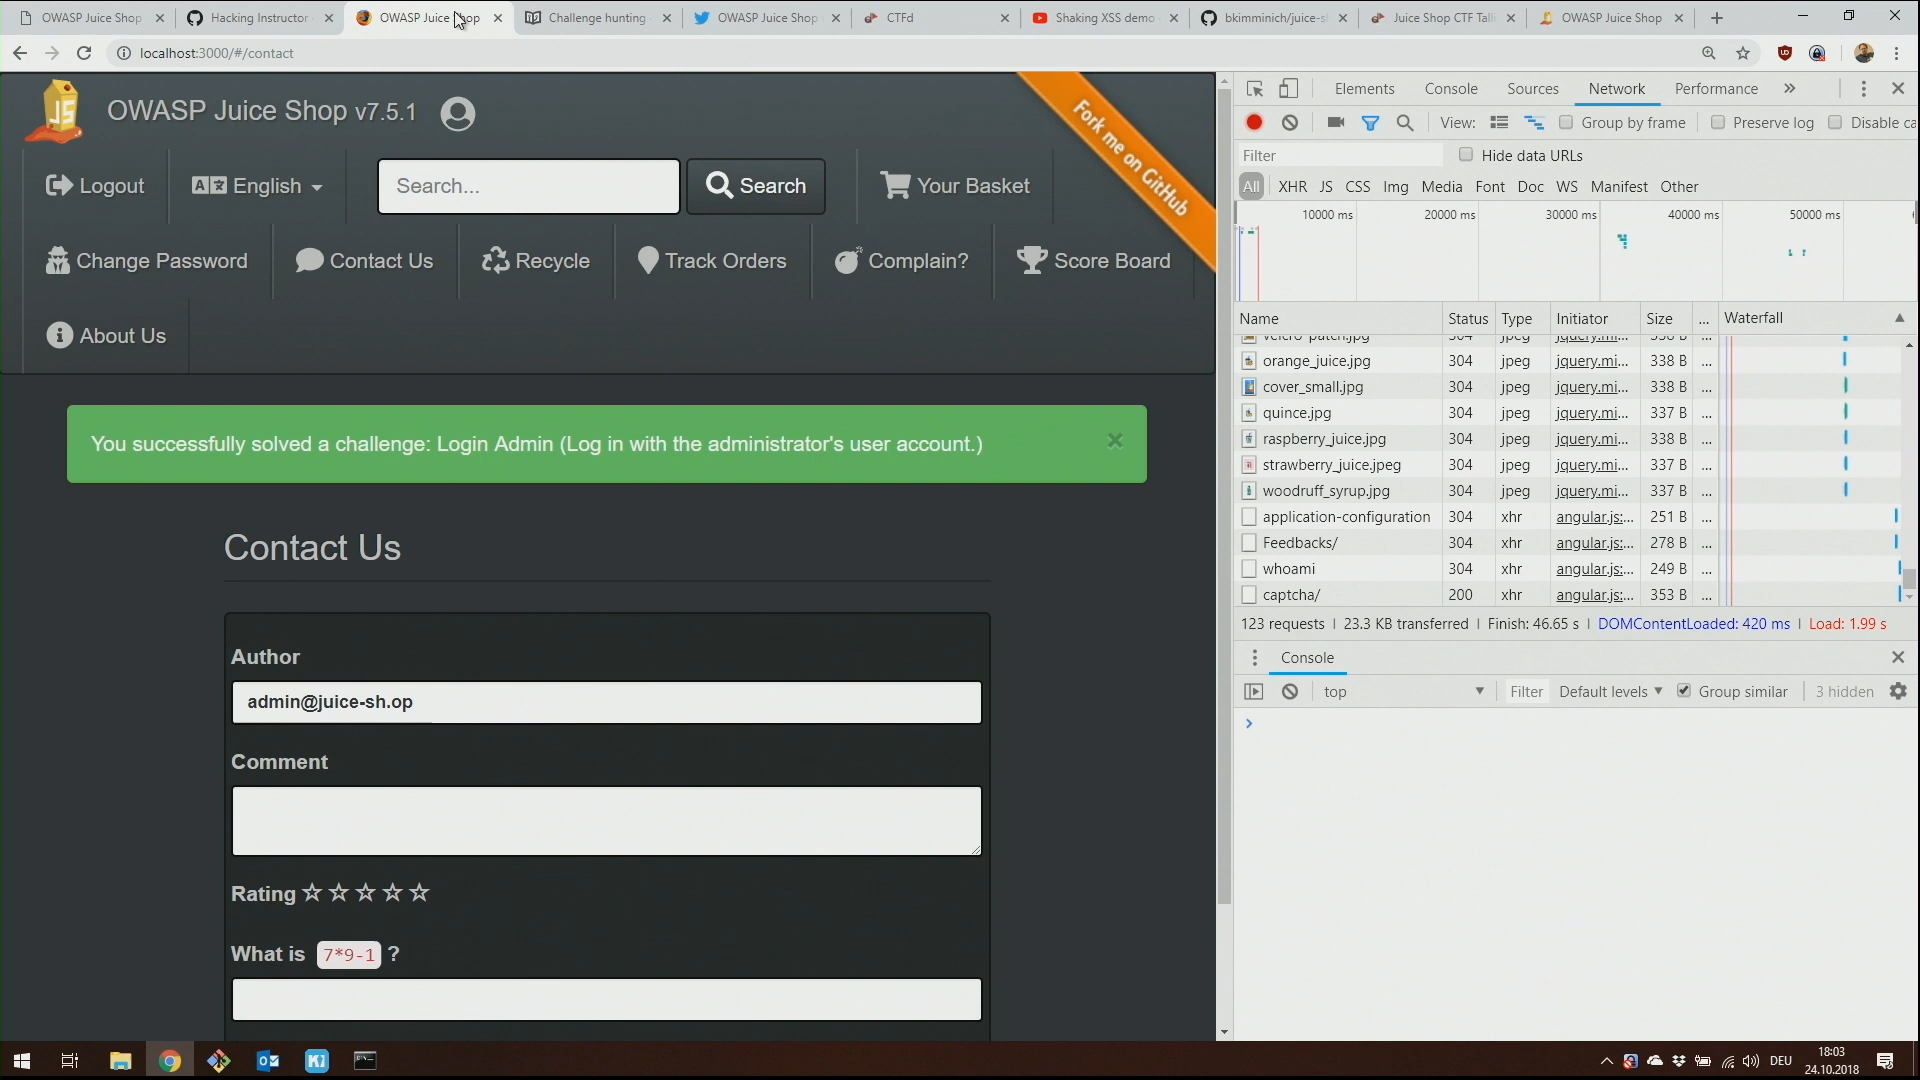 OWASP Juice Shop
Hacking Instructor
OWASP Juice Shop
Challenge hunting
OWASP Juice Shop
CTFd
Shaking XSS demo
bkimminich/juice-s
Juice Shop CTF Tall
OWASP Juice Shop
localhost:3000/#/contact
OWASP Juice Shop v7.5.1
Fork me on GitHub
Logout
English
Search...
Search
Your Basket
Change Password
Contact Us
Recycle
Track Orders
Complain?
Score Board
About Us
You successfully solved a challenge: Login Admin (Log in with the administrator's user account.)
Contact Us
Author
admin@juice-sh.op
Comment
Rating
What is 7*9-1 ?
Elements Console Sources Network Performance »
View: Group by frame Preserve log Disable ca
Filter Hide data URLs
All XHR JS CSS Img Media Font Doc WS Manifest Other
10000 ms 20000 ms 30000 ms 40000 ms 50000 ms
Name Status Type Initiator Size ... Waterfall
velcro-patch.jpg 304 jpeg jquery.mi... 338 B ...
orange_juice.jpg 304 jpeg jquery.mi... 338 B ...
cover_small.jpg 304 jpeg jquery.mi... 338 B ...
quince.jpg 304 jpeg jquery.mi... 337 B ...
raspberry_juice.jpg 304 jpeg jquery.mi... 338 B ...
strawberry_juice.jpeg 304 jpeg jquery.mi... 337 B ...
woodruff_syrup.jpg 304 jpeg jquery.mi... 337 B ...
application-configuration 304 xhr angular.js:... 251 B ...
Feedbacks/ 304 xhr angular.js:... 278 B ...
whoami 304 xhr angular.js:... 249 B ...
captcha/ 200 xhr angular.js:... 353 B ...
123 requests | 23.3 KB transferred | Finish: 46.65 s | DOMContentLoaded: 420 ms | Load: 1.99 s
Console
top Filter Default levels Group similar 3 hidden
DEU
18:03
24.10.2018